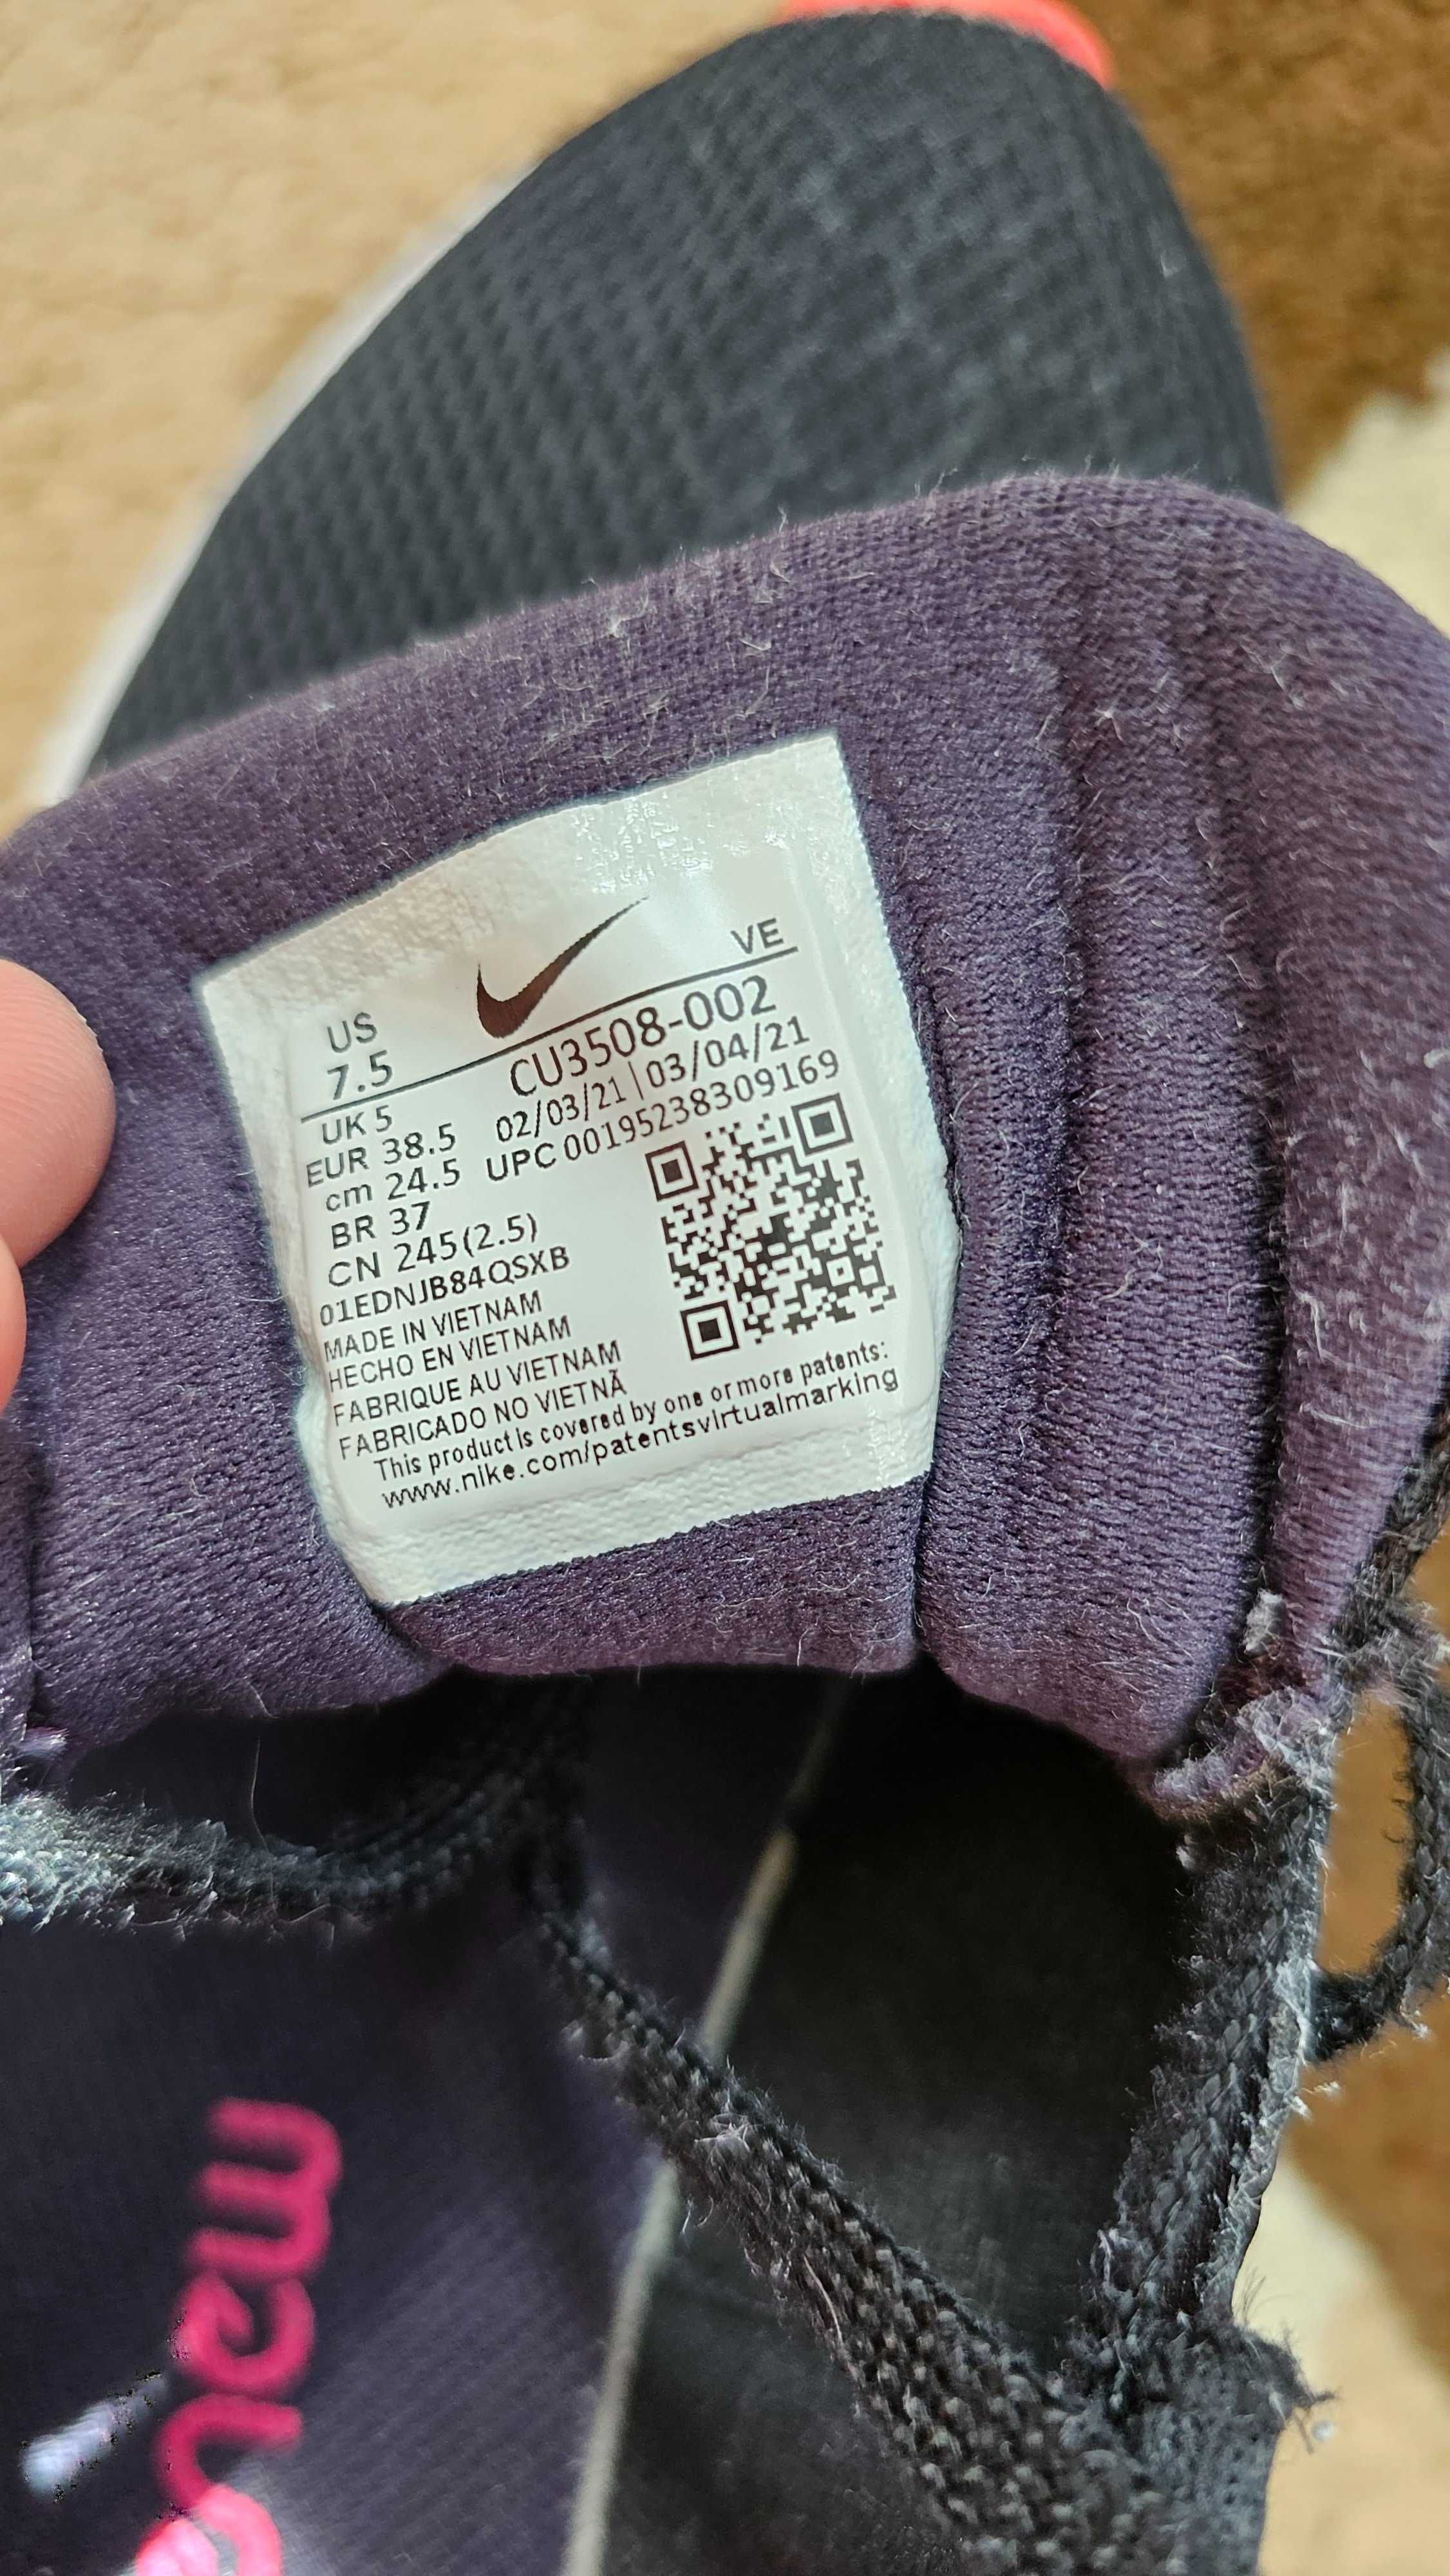 VE
US
7.5
CU3508-002
UK 5
02/03/21 | 03/04/21
EUR 38.5
UPC 00195238309169
cm 24.5
BR 37
CN 245(2.5)
01EDNJB84QSXB
MADE IN VIETNAM
HECHO EN VIETNAM
FABRIQUE AU VIETNAM
FABRICADO NO VIETNÃ
This product is covered by one or more patents:
www.nike.com/patentsvirtualmarking